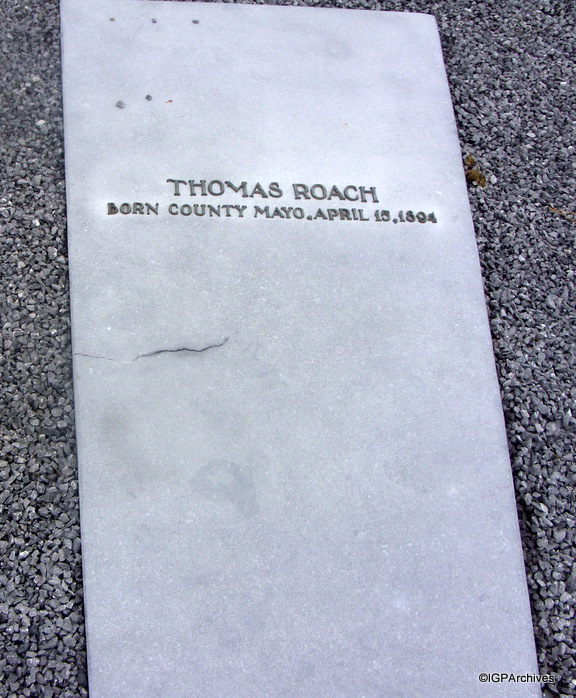 THOMAS ROACH
BORN COUNTY MAYO. APRIL 15, 1894
©IGPArchives